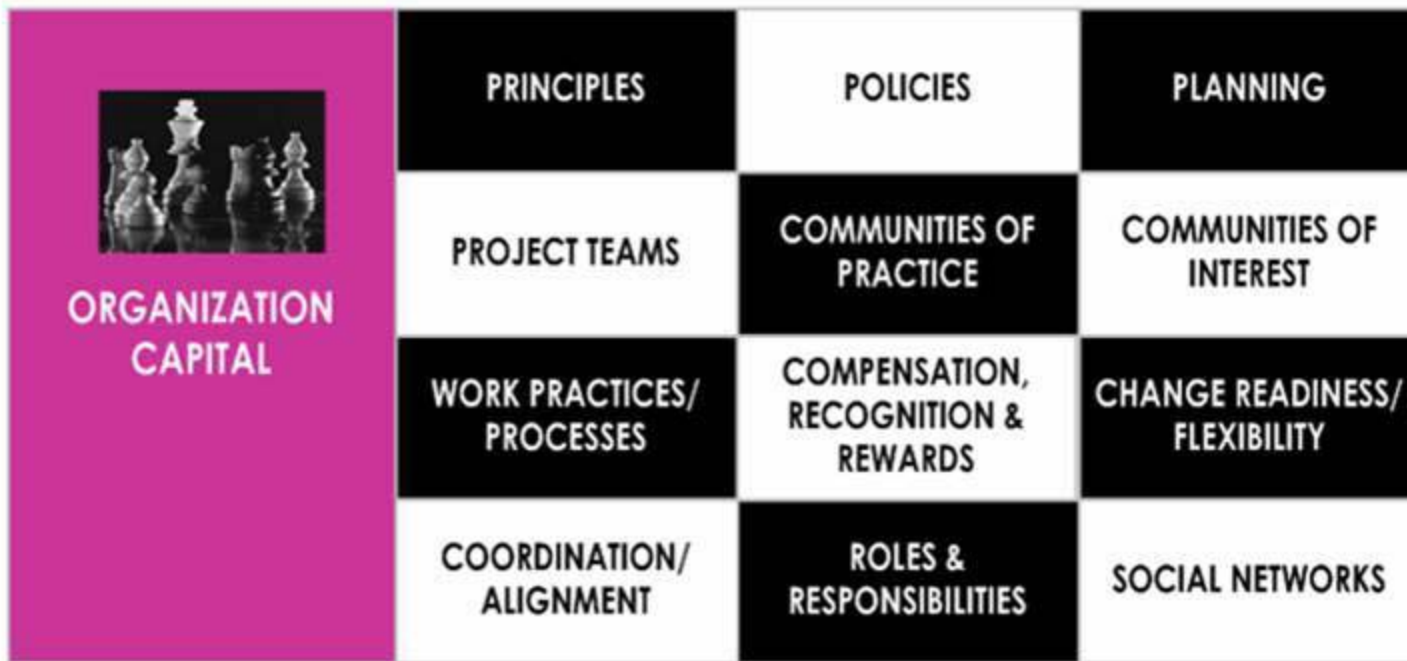 ORGANIZATION
CAPITAL
PRINCIPLES
POLICIES
PLANNING
PROJECT TEAMS
COMMUNITIES OF
PRACTICE
COMMUNITIES OF
INTEREST
WORK PRACTICES/
PROCESSES
COMPENSATION,
RECOGNITION &
REWARDS
CHANGE READINESS/
FLEXIBILITY
COORDINATION/
ALIGNMENT
ROLES &
RESPONSIBILITIES
SOCIAL NETWORKS